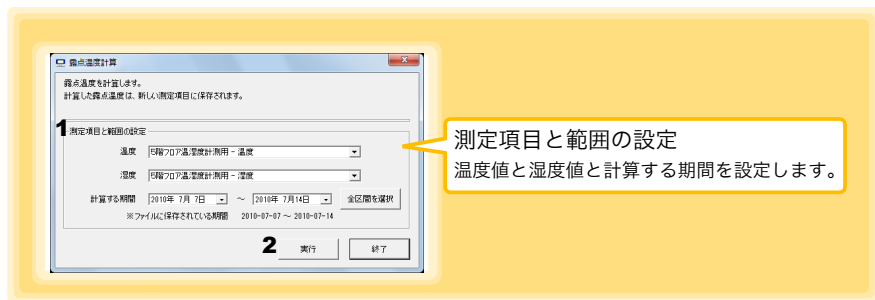 露点温度計算
露点温度を計算します。
計算した露点温度は、新しい測定項目に保存されます。
1
測定項目と範囲の設定
温度 5階フロア温湿度計測用 - 温度
湿度 5階フロア温湿度計測用 - 湿度
計算する期間 2010年 7月 7日 ～ 2010年 7月14日 全区間を選択
※ファイルに保存されている期間 2010-07-07 ～ 2010-07-14
2 実行 終了
測定項目と範囲の設定
温度値と湿度値と計算する期間を設定します。